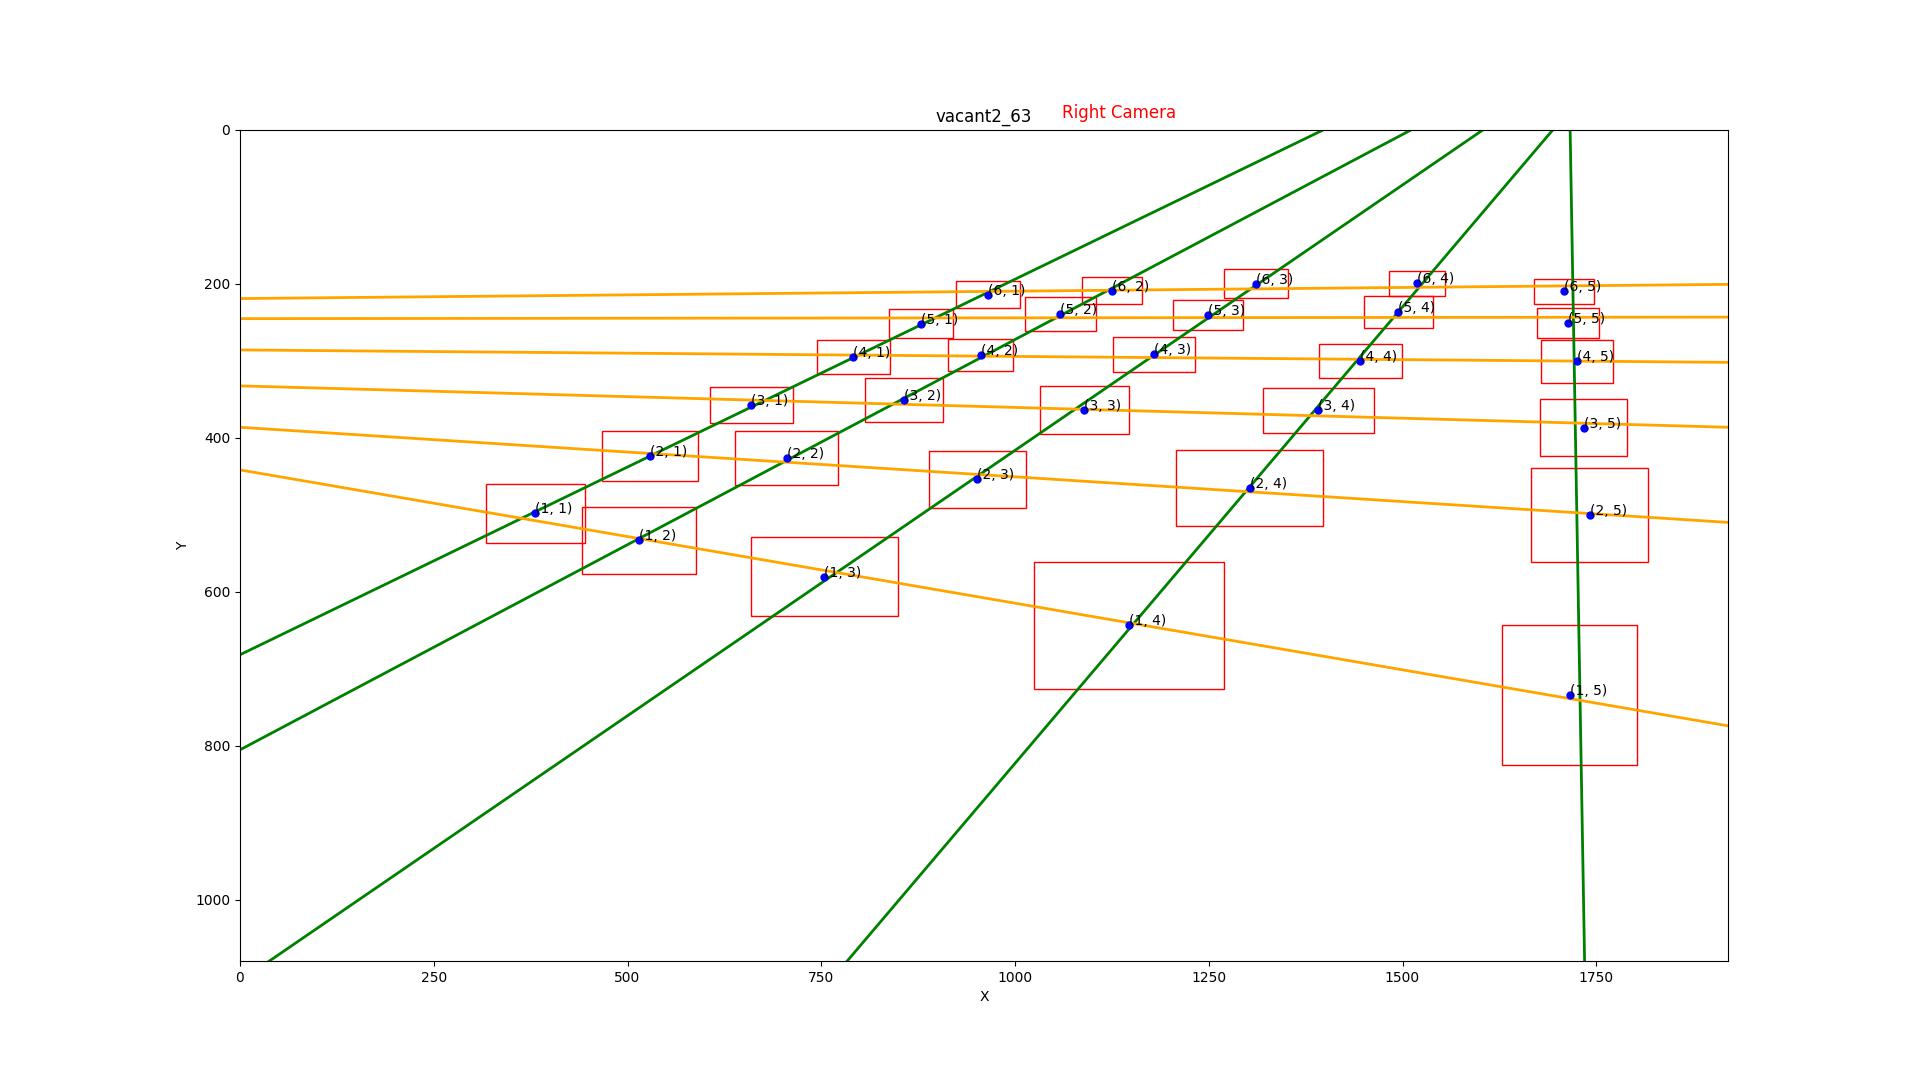 vacant2_63 Right Camera
0
200
(6, 1) (6, 2) (6, 3) (6, 4) (6, 5)
(5, 1) (5, 2) (5, 3) (5, 4) (5, 5)
(4, 1) (4, 2) (4, 3) (4, 4) (4, 5)
(3, 1) (3, 2) (3, 3) (3, 4) (3, 5)
400
(2, 1) (2, 2) (2, 3) (2, 4) (2, 5)
(1, 1) (1, 2) (1, 3) (1, 4) (1, 5)
Y
600
800
1000
0 250 500 750 1000 1250 1500 1750
X